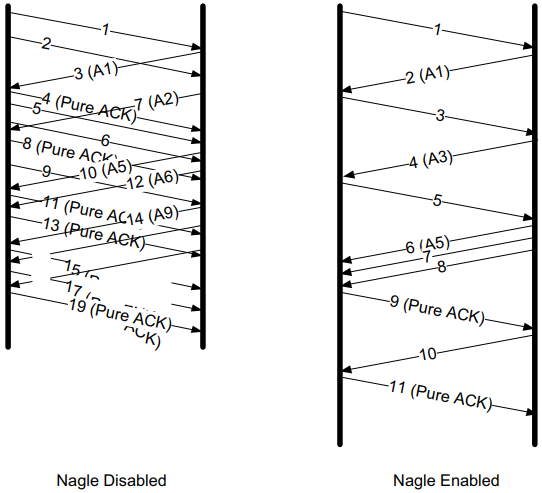 1
2
3 (A1)
4 (Pure ACK)
7 (A2)
5
6
8 (Pure ACK)
9
10 (A5)
12 (A6)
11 (Pure AC
14 (A9)
13 (Pure ACK)
15
17
19 (Pure ACK)
ACK)
Nagle Disabled
1
2 (A1)
3
4 (A3)
5
6 (A5)
7
8
9 (Pure ACK)
10
11 (Pure ACK)
Nagle Enabled